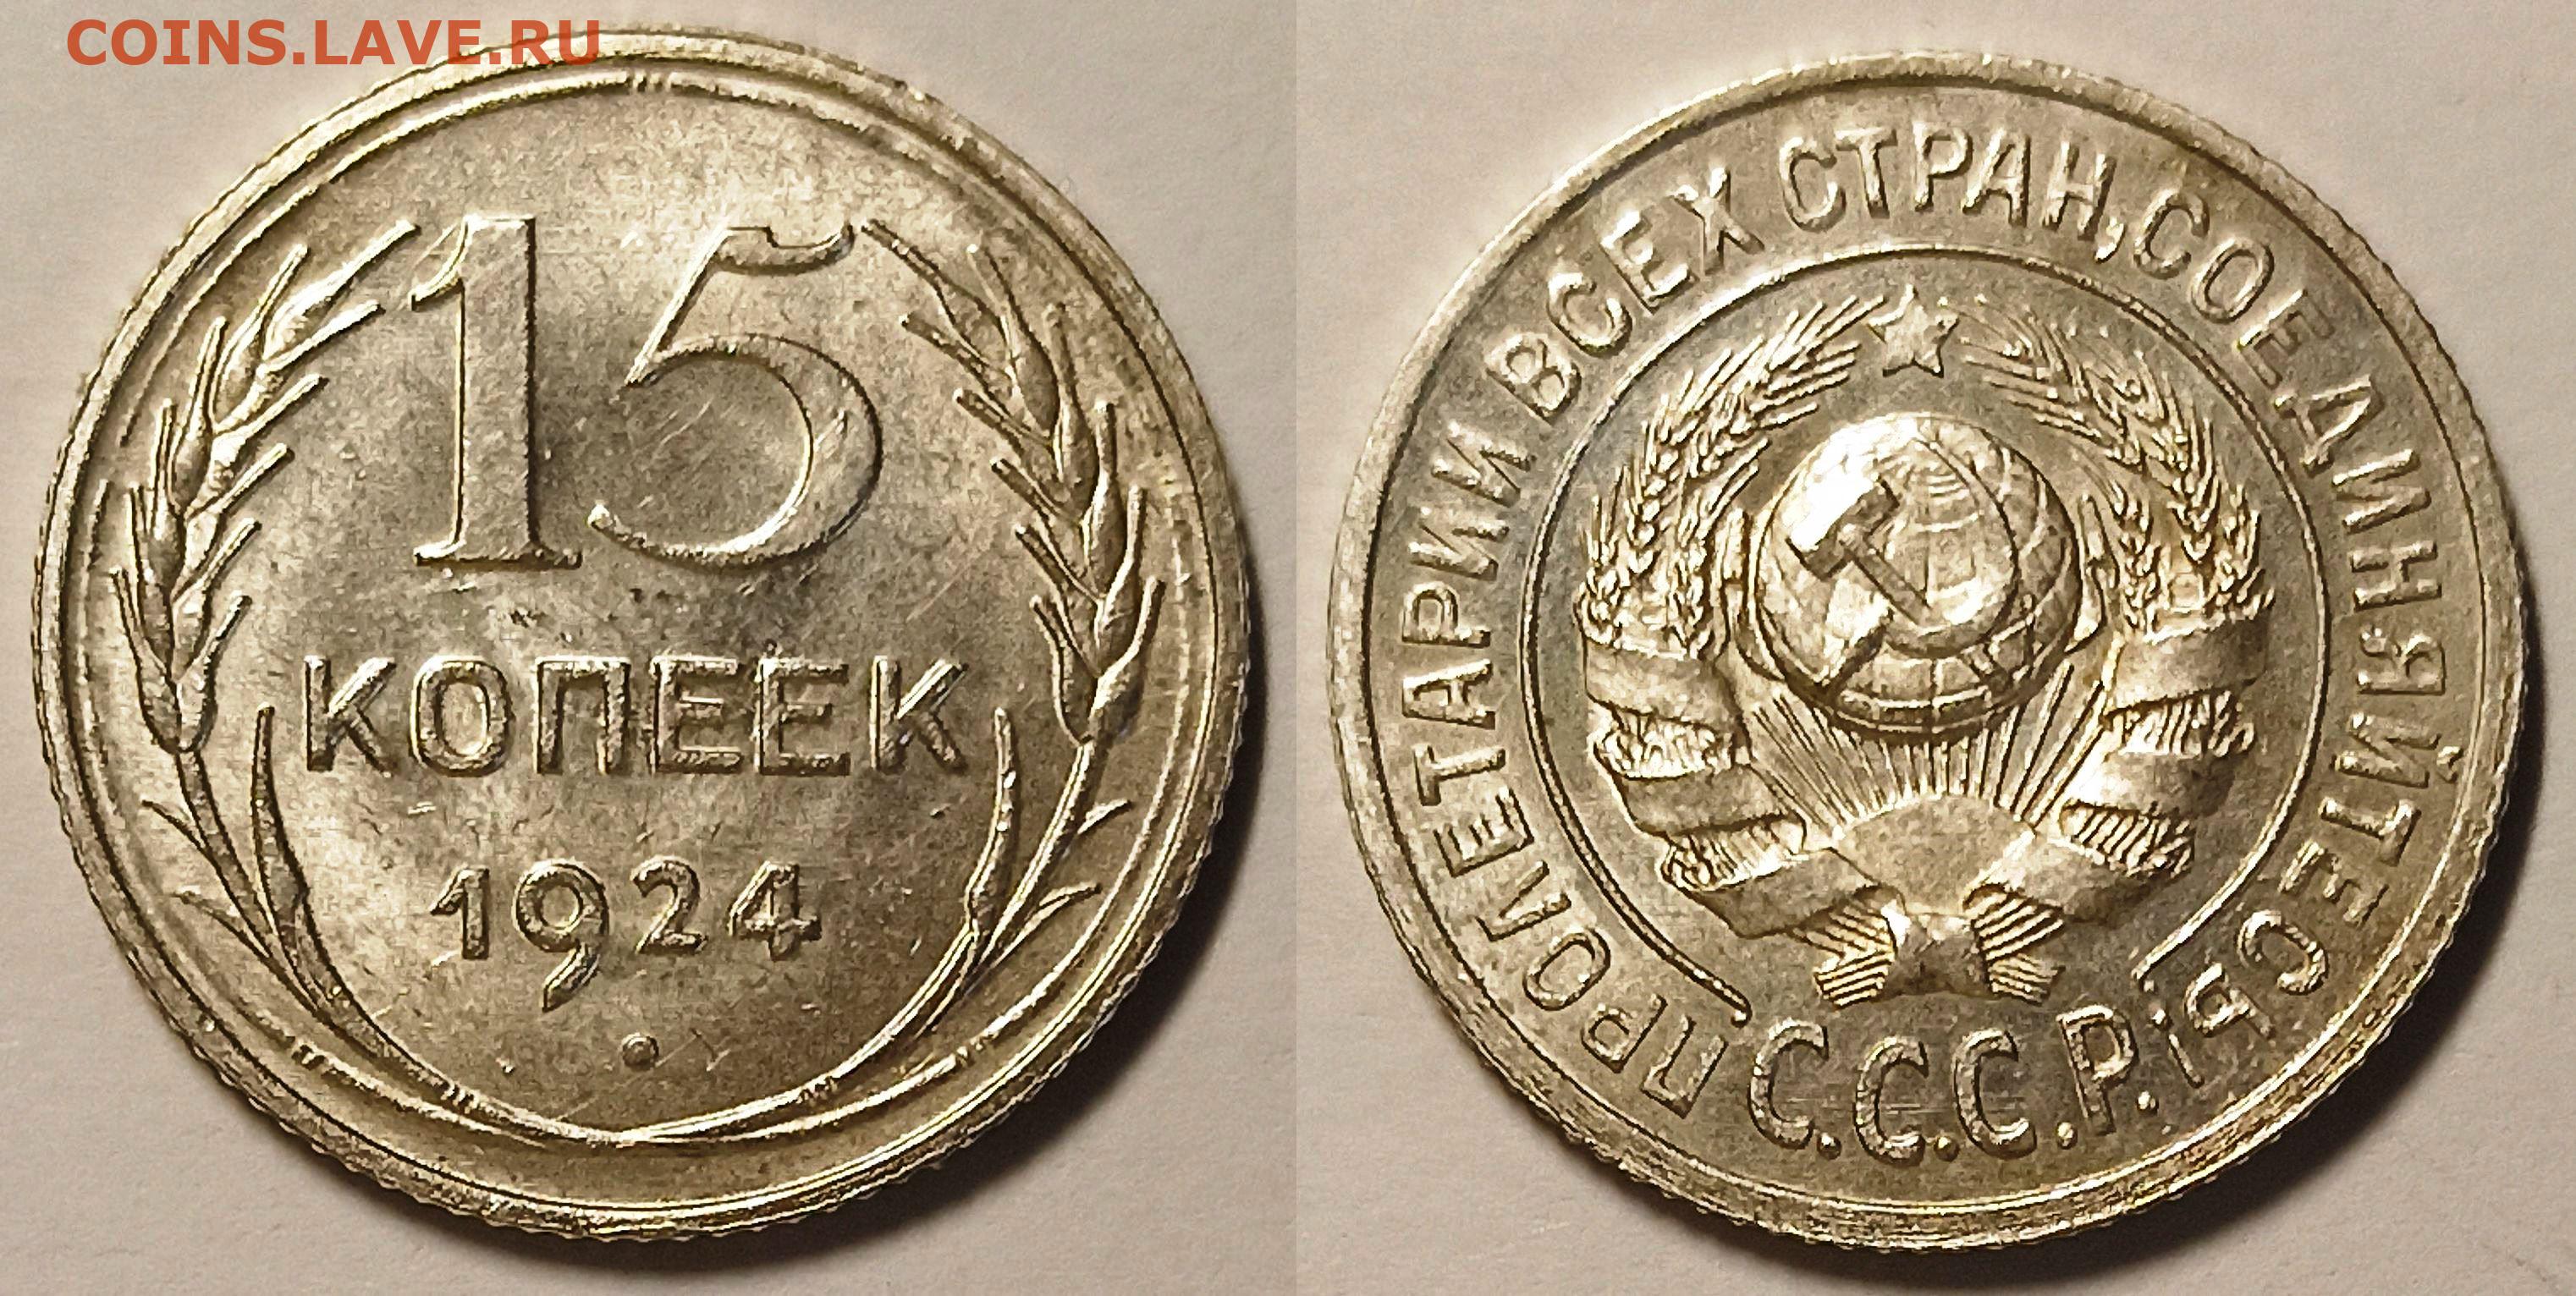 COINS.LAVE.RU
15
КОПЕЕК
1924
ПРОЛЕТАРИИ ВСЕХ СТРАН, СОЕДИНЯЙТЕСЬ!
С.С.С.Р.